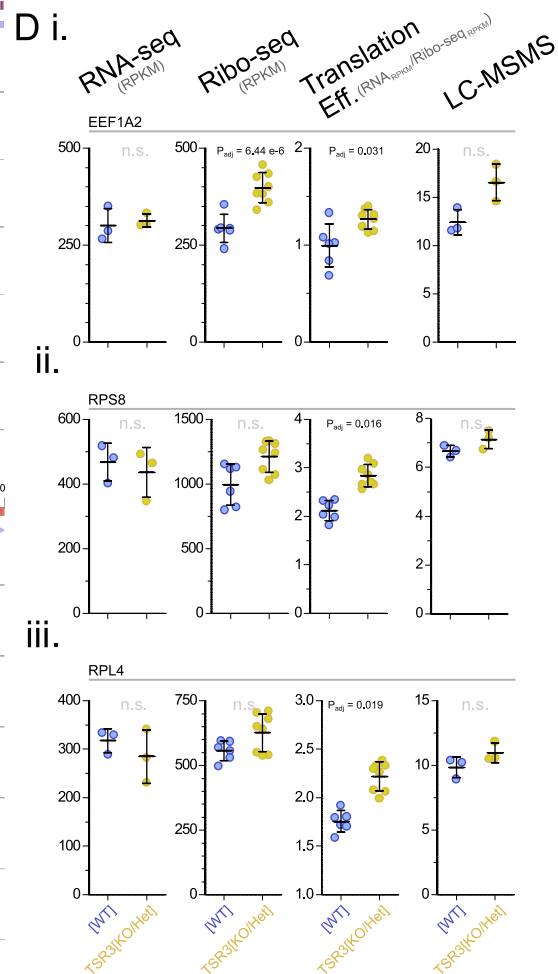 D i.
RNA-seq
(RPKM)
Ribo-seq
(RPKM)
Translation
Eff. (RNA RPKM/Ribo-seq RPKM)
LC-MSMS
EEF1A2
500
250
0
n.s.
500
250
0
Padj = 6.44 e-6
2
1
0
Padj = 0.031
20
15
10
5
0
n.s.
ii.
RPS8
600
400
200
0
n.s.
1500
1000
500
0
n.s.
4
3
2
1
0
Padj = 0.016
8
6
4
2
0
n.s.
0
iii.
RPL4
400
300
200
100
0
n.s.
750
500
250
0
n.s.
3.0
2.5
2.0
1.5
1.0
Padj = 0.019
15
10
5
0
n.s.
[WT]
TSR3[KO/Het]
[WT]
TSR3[KO/Het]
[WT]
TSR3[KO/Het]
[WT]
TSR3[KO/Het]